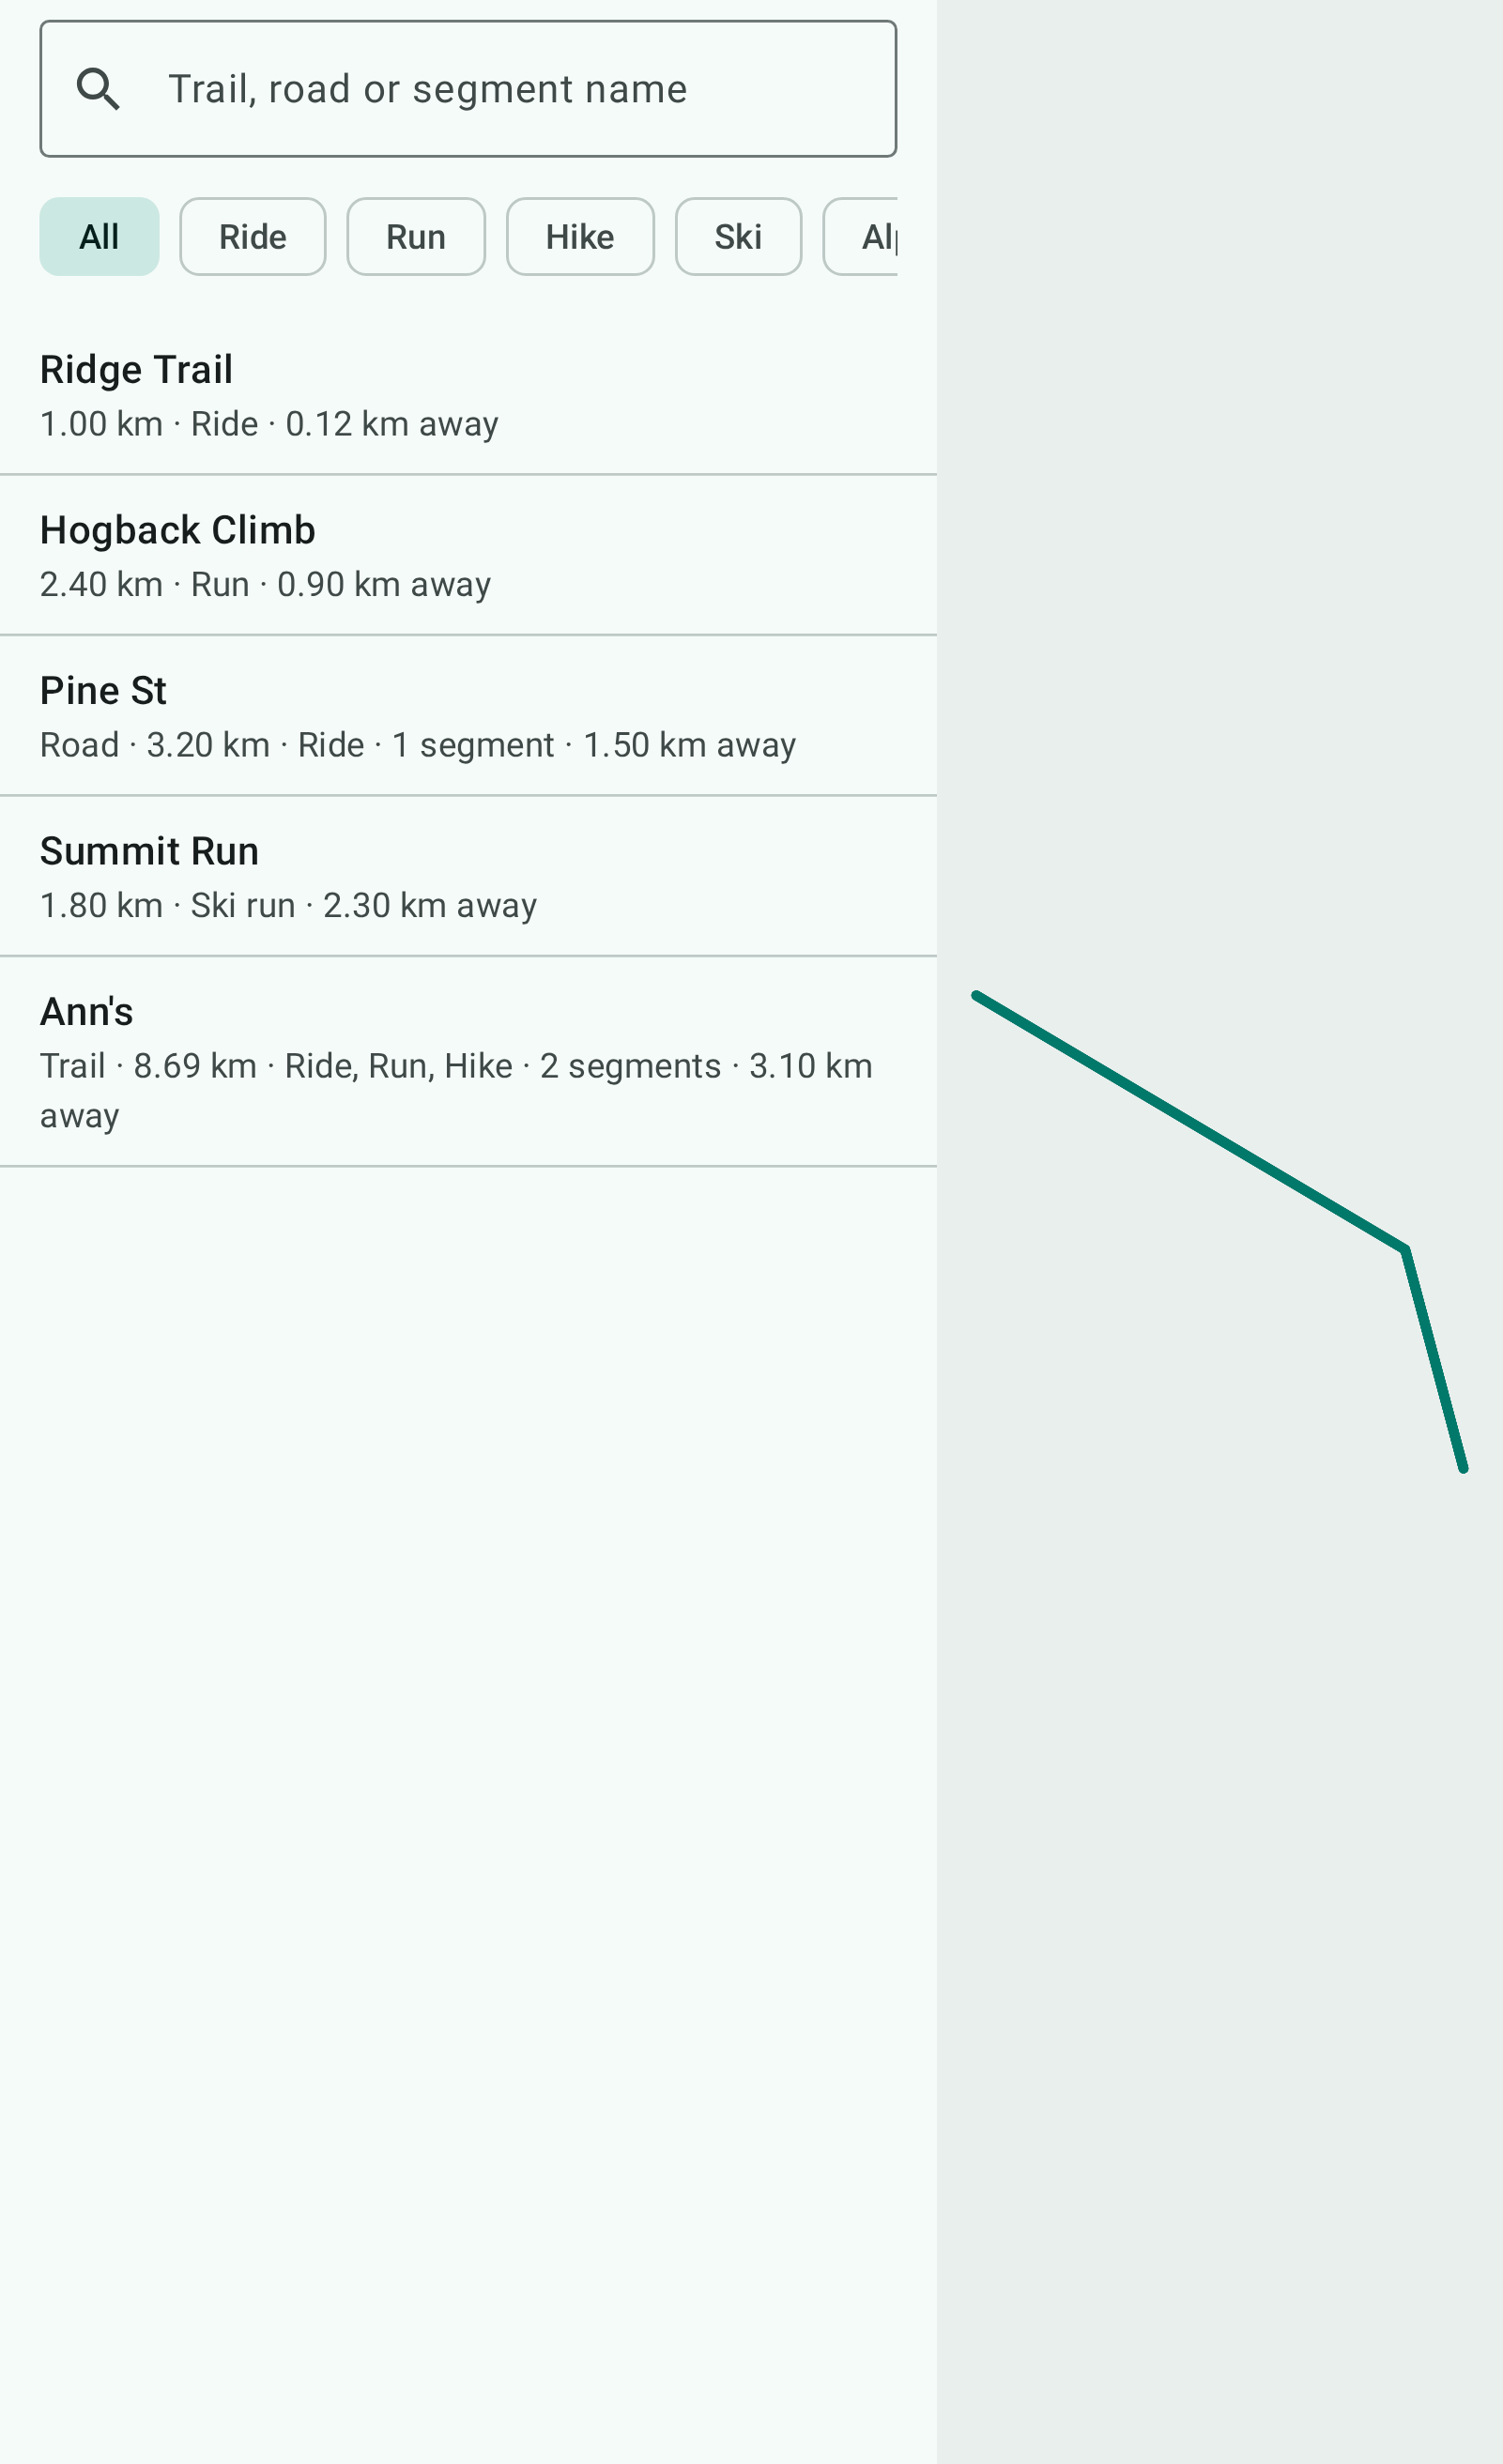 Trail, road or segment name
All Ride Run Hike Ski
Ridge Trail
1.00 km · Ride · 0.12 km away
Hogback Climb
2.40 km · Run · 0.90 km away
Pine St
Road · 3.20 km · Ride · 1 segment · 1.50 km away
Summit Run
1.80 km · Ski run · 2.30 km away
Ann's
Trail · 8.69 km · Ride, Run, Hike · 2 segments · 3.10 km
away